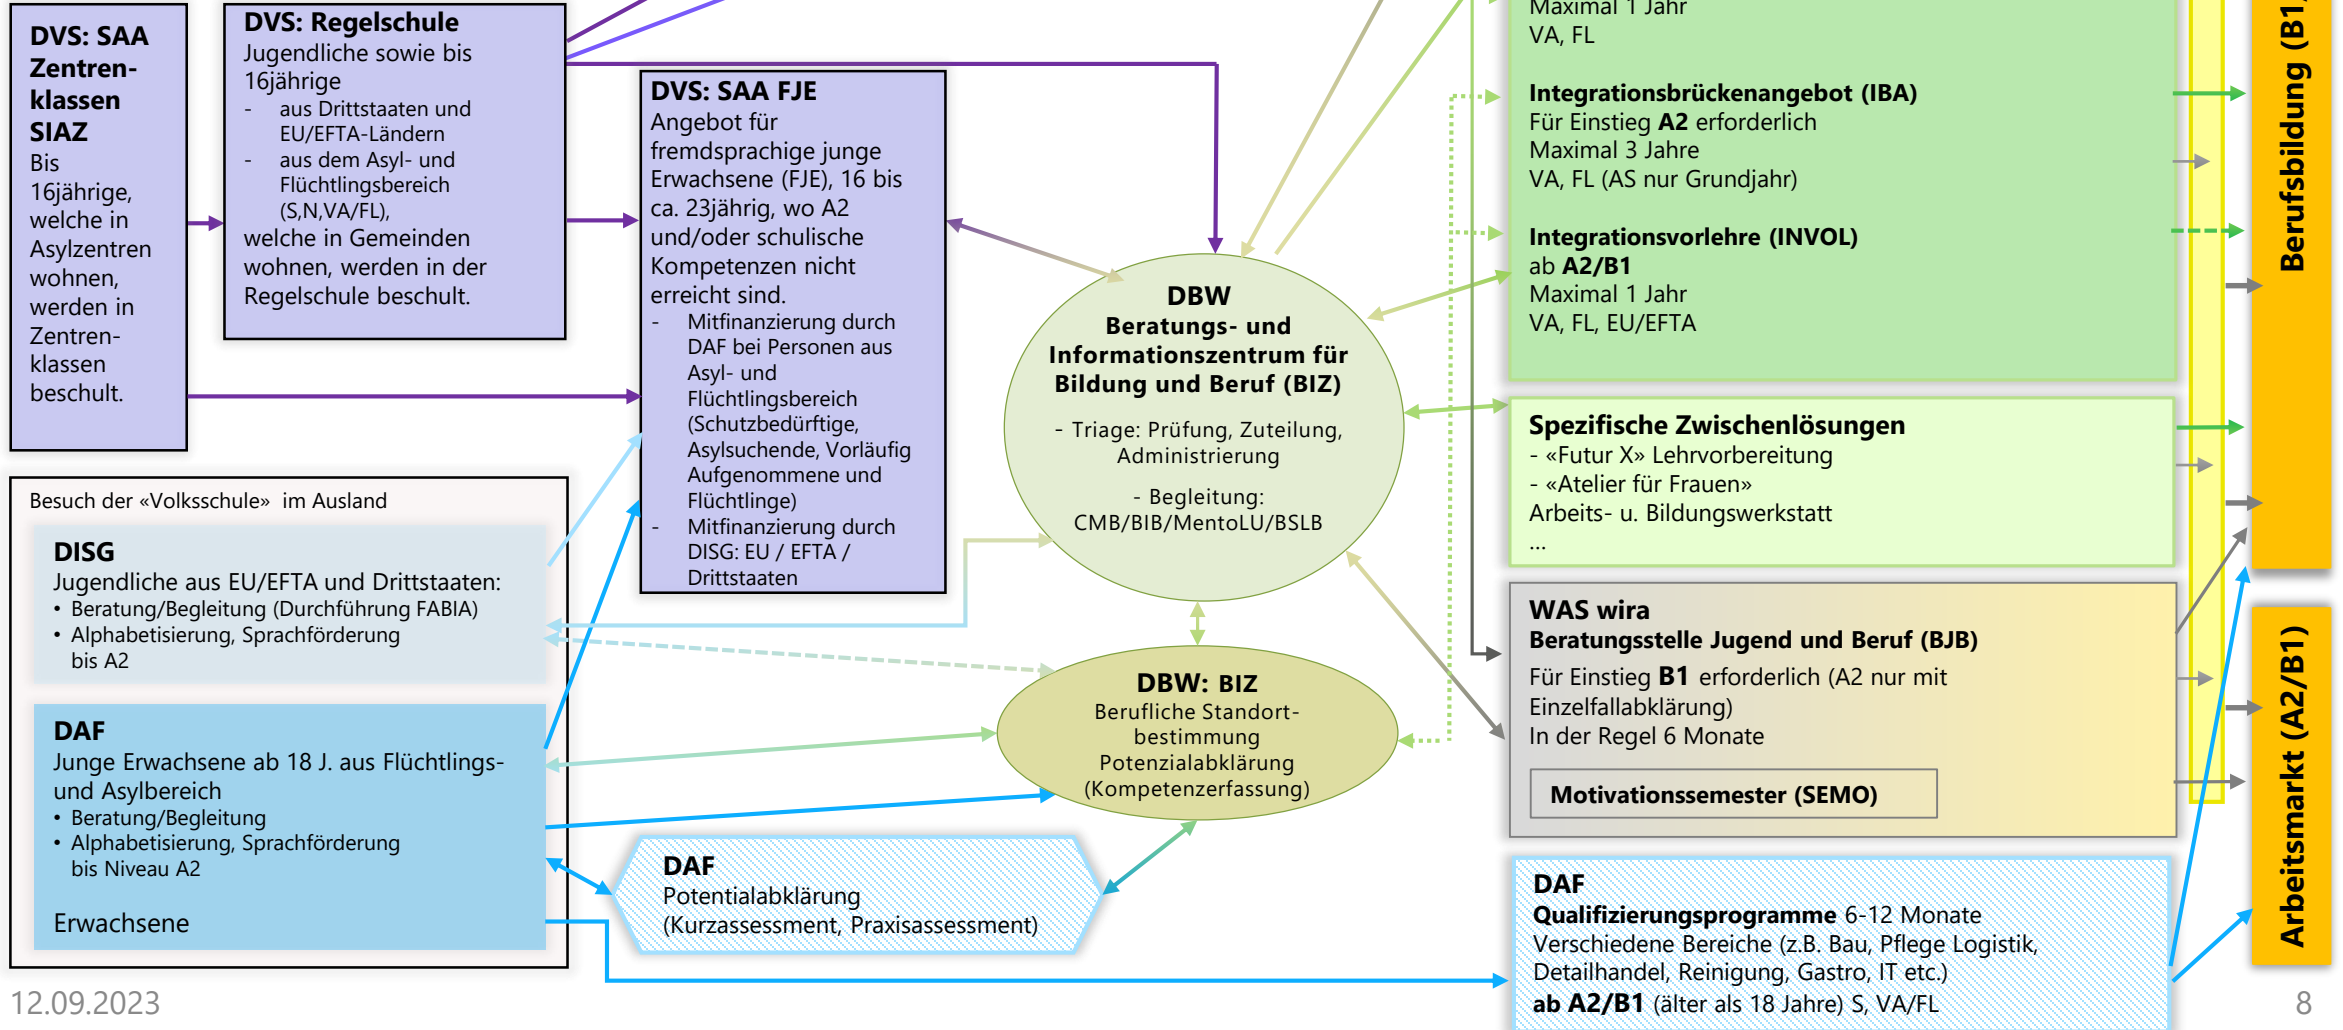 DVS: SAA
Zentren-
klassen
SIAZ
Bis
16jährige,
welche in
Asylzentren
wohnen,
werden in
Zentren-
klassen
beschult.
DVS: Regelschule
Jugendliche sowie bis
16jährige
- aus Drittstaaten und
EU/EFTA-Ländern
- aus dem Asyl- und
Flüchtlingsbereich
(S,N,VA/FL),
welche in Gemeinden
wohnen, werden in der
Regelschule beschult.
DVS: SAA FJE
Angebot für
fremdsprachige junge
Erwachsene (FJE), 16 bis
ca. 23jährig, wo A2
und/oder schulische
Kompetenzen nicht
erreicht sind.
- Mitfinanzierung durch
DAF bei Personen aus
Asyl- und
Flüchtlingsbereich
(Schutzbedürftige,
Asylsuchende, Vorläufig
Aufgenommene und
Flüchtlinge)
- Mitfinanzierung durch
DISG: EU / EFTA /
Drittstaaten
Besuch der «Volksschule» im Ausland
DISG
Jugendliche aus EU/EFTA und Drittstaaten:
• Beratung/Begleitung (Durchführung FABIA)
• Alphabetisierung, Sprachförderung
bis A2
DAF
Junge Erwachsene ab 18 J. aus Flüchtlings-
und Asylbereich
• Beratung/Begleitung
• Alphabetisierung, Sprachförderung
bis Niveau A2
Erwachsene
DBW
Beratungs- und
Informationszentrum für
Bildung und Beruf (BIZ)
- Triage: Prüfung, Zuteilung,
Administrierung
- Begleitung:
CMB/BIB/MentoLU/BSLB
DBW: BIZ
Berufliche Standort-
bestimmung
Potenzialabklärung
(Kompetenzerfassung)
DAF
Potentialabklärung
(Kurzassessment, Praxisassessment)
Maximal 1 Jahr
VA, FL
Integrationsbrückenangebot (IBA)
Für Einstieg A2 erforderlich
Maximal 3 Jahre
VA, FL (AS nur Grundjahr)
Integrationsvorlehre (INVOL)
ab A2/B1
Maximal 1 Jahr
VA, FL, EU/EFTA
Spezifische Zwischenlösungen
- «Futur X» Lehrvorbereitung
- «Atelier für Frauen»
Arbeits- u. Bildungswerkstatt
...
WAS wira
Beratungsstelle Jugend und Beruf (BJB)
Für Einstieg B1 erforderlich (A2 nur mit
Einzelfallabklärung)
In der Regel 6 Monate
Motivationssemester (SEMO)
DAF
Qualifizierungsprogramme 6-12 Monate
Verschiedene Bereiche (z.B. Bau, Pflege Logistik,
Detailhandel, Reinigung, Gastro, IT etc.)
ab A2/B1 (älter als 18 Jahre) S, VA/FL
Berufsbildung (B1/
Arbeitsmarkt (A2/B1)
12.09.2023
8